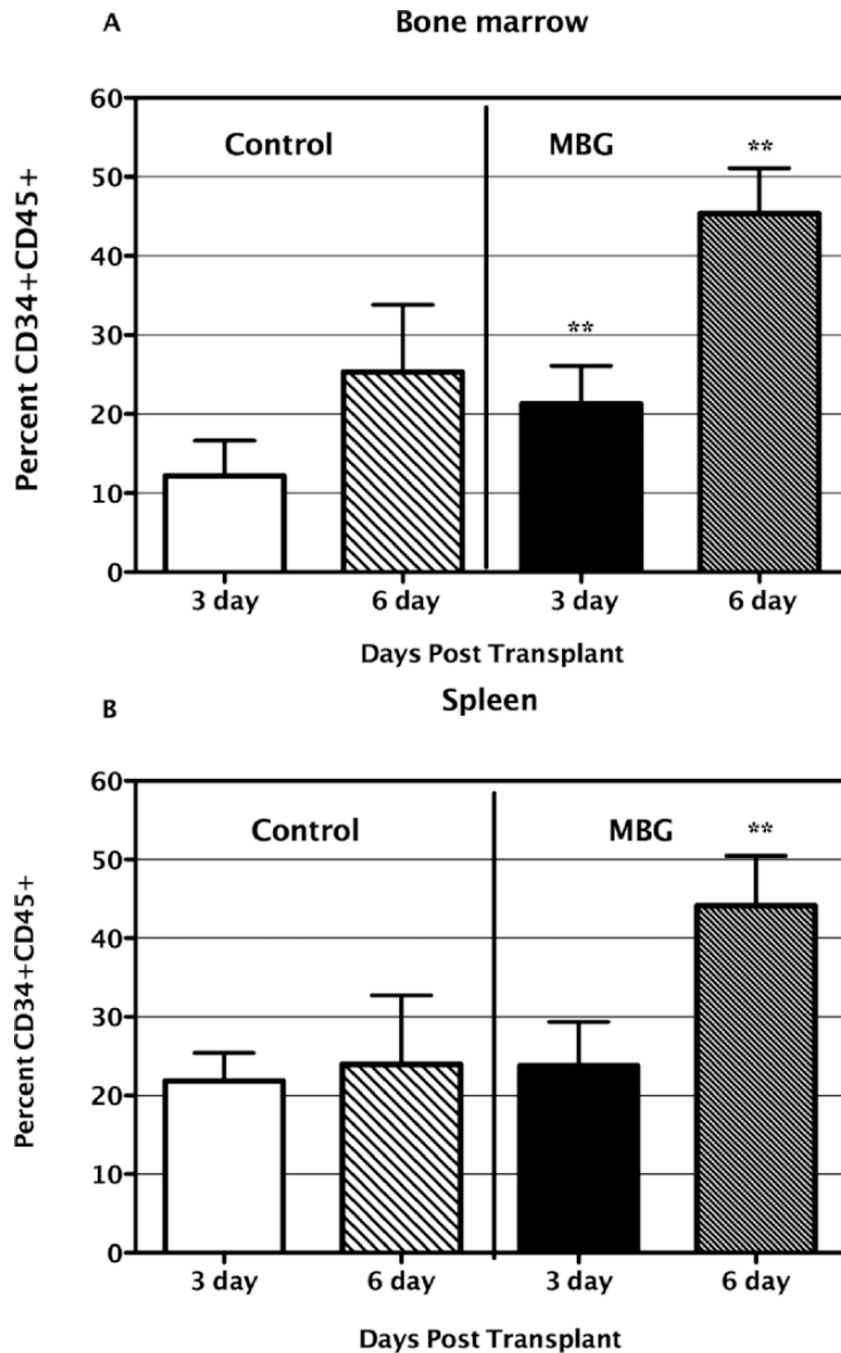 A Bone marrow
Percent CD34+CD45+
60
50
40
30
20
10
0
Control MBG
**
**
3 day 6 day 3 day 6 day
Days Post Transplant
B Spleen
Percent CD34+CD45+
60
50
40
30
20
10
0
Control MBG
**
3 day 6 day 3 day 6 day
Days Post Transplant